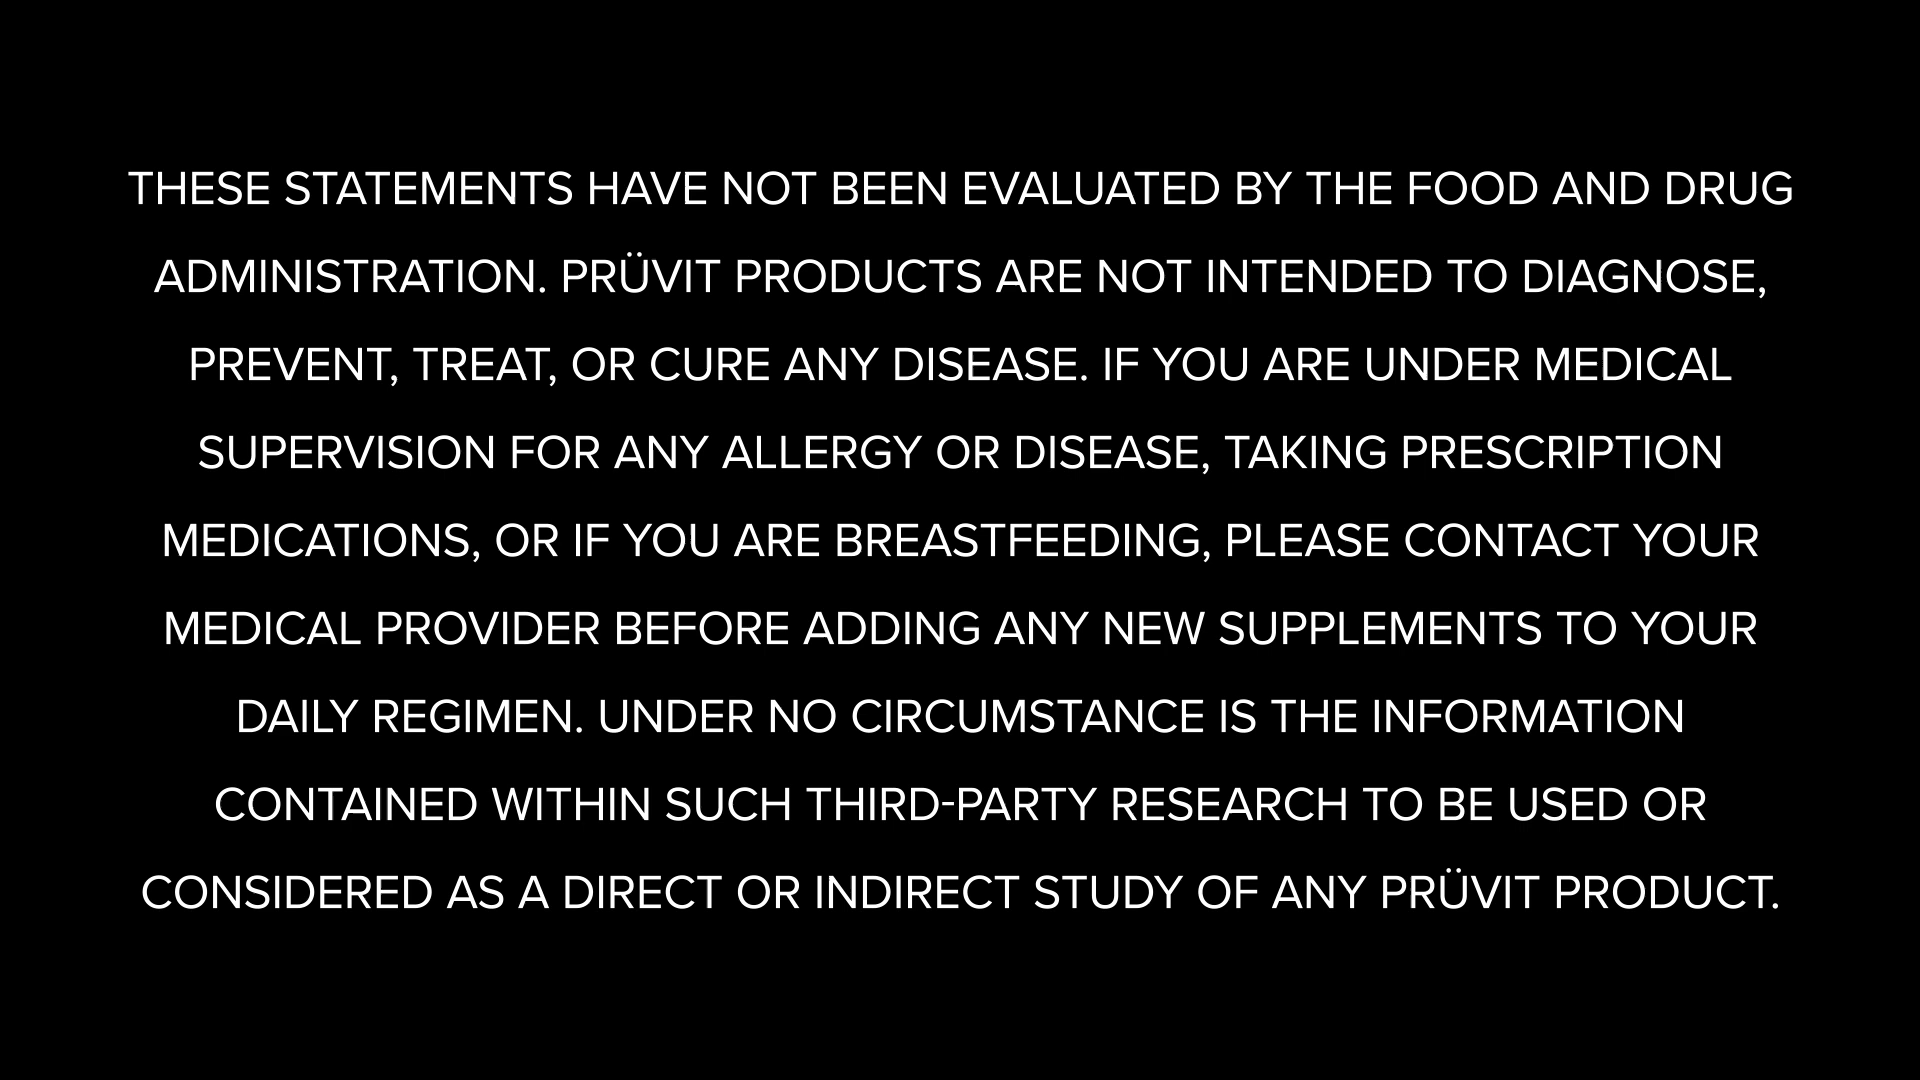 THESE STATEMENTS HAVE NOT BEEN EVALUATED BY THE FOOD AND DRUG
ADMINISTRATION. PRÜVIT PRODUCTS ARE NOT INTENDED TO DIAGNOSE,
PREVENT, TREAT, OR CURE ANY DISEASE. IF YOU ARE UNDER MEDICAL
SUPERVISION FOR ANY ALLERGY OR DISEASE, TAKING PRESCRIPTION
MEDICATIONS, OR IF YOU ARE BREASTFEEDING, PLEASE CONTACT YOUR
MEDICAL PROVIDER BEFORE ADDING ANY NEW SUPPLEMENTS TO YOUR
DAILY REGIMEN. UNDER NO CIRCUMSTANCE IS THE INFORMATION
CONTAINED WITHIN SUCH THIRD-PARTY RESEARCH TO BE USED OR
CONSIDERED AS A DIRECT OR INDIRECT STUDY OF ANY PRÜVIT PRODUCT.